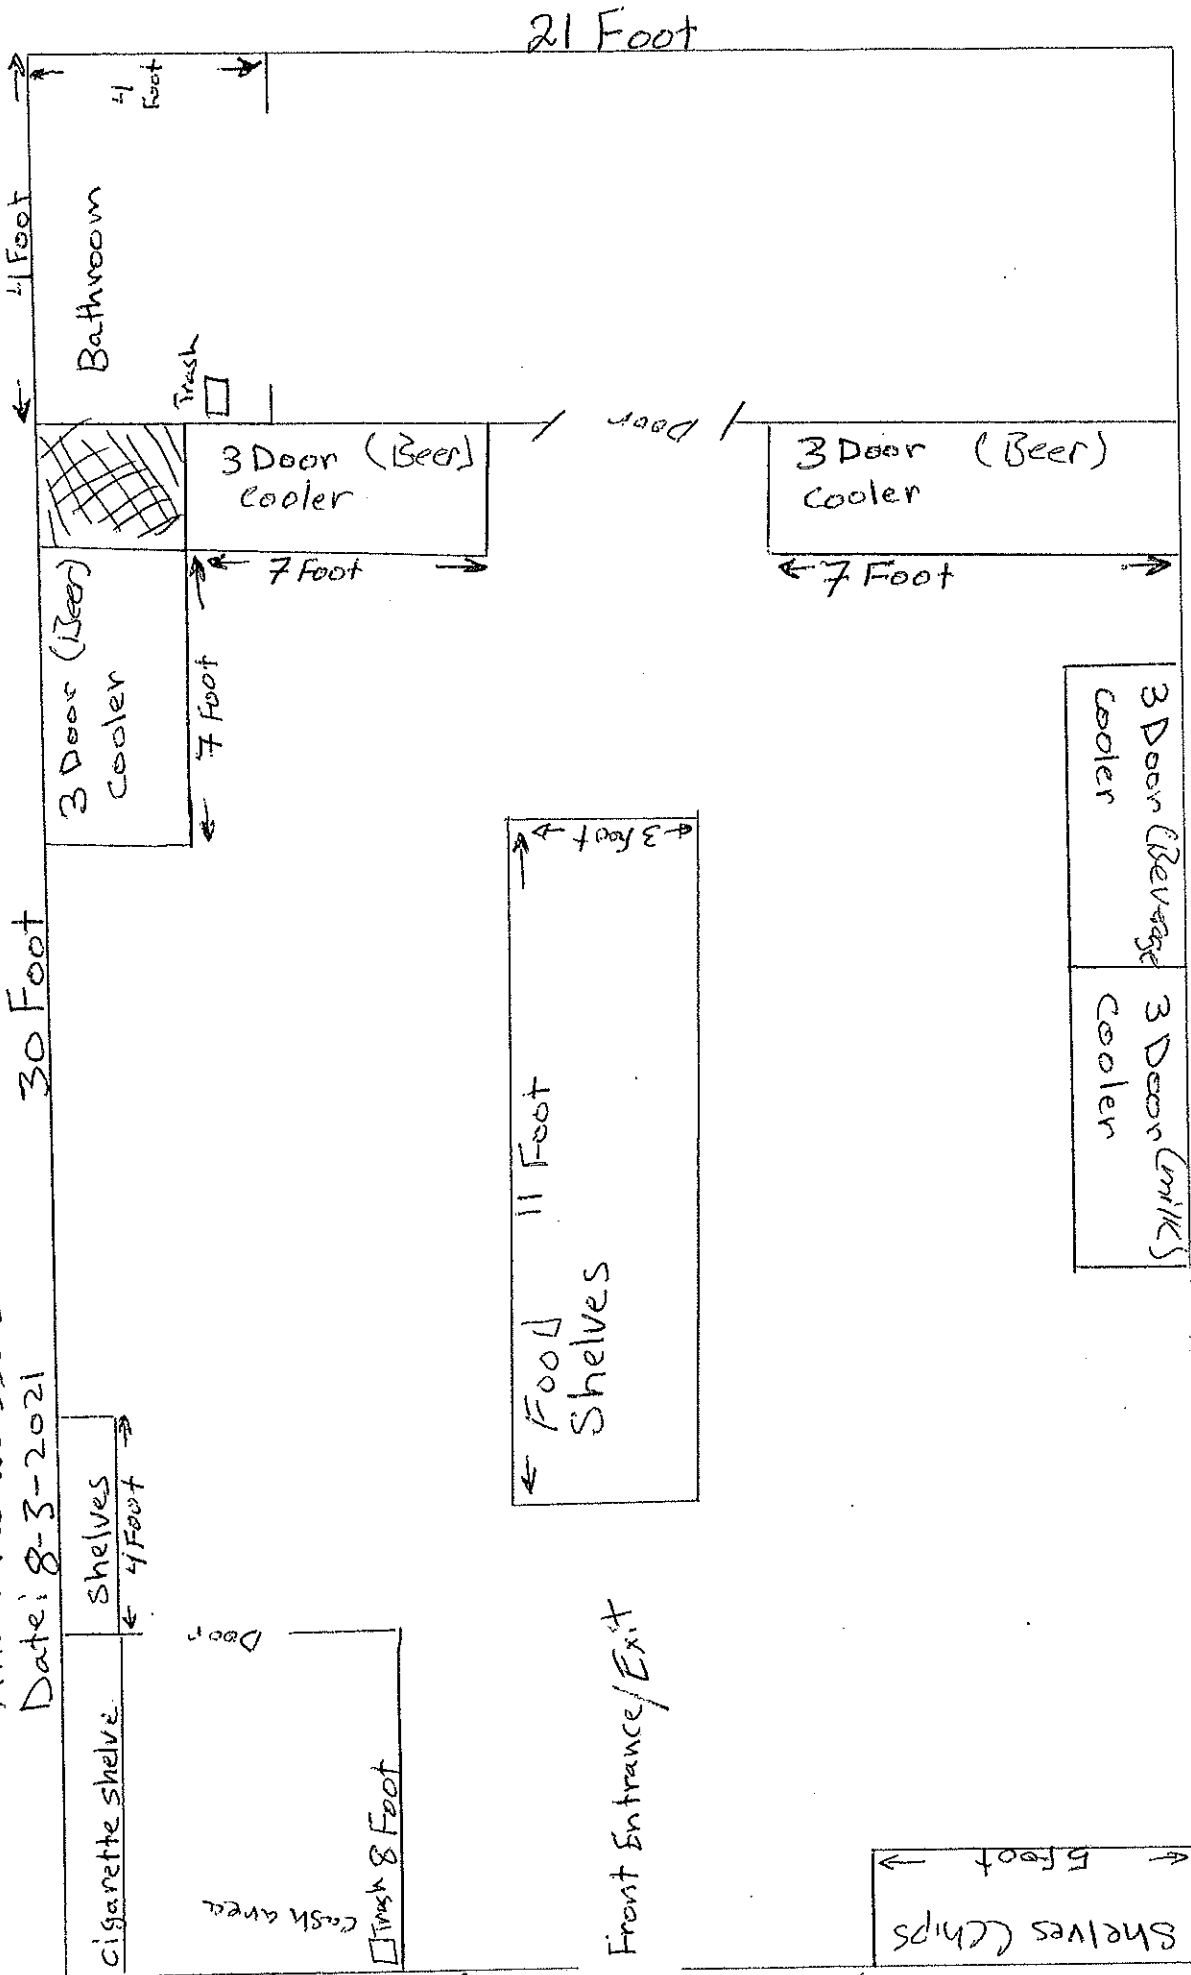 21 Foot
4 Foot
4
Foot
Bathroom
Trash
3 Door (Beer)
cooler
7 Foot
Door
3 Door (Beer)
Cooler
7 Foot
3 Door (Beer)
cooler
7 Foot
30 Foot
3 Foot
11 Foot
Food
Shelves
3 Door (Beverage
cooler
3 Door (milk)
cooler
Date: 8-3-2021
shelves
4 Foot
cigarette shelve
Door
cash area
Trash 8 Foot
Front Entrance/Exit
5 Foot
Shelves (Chips